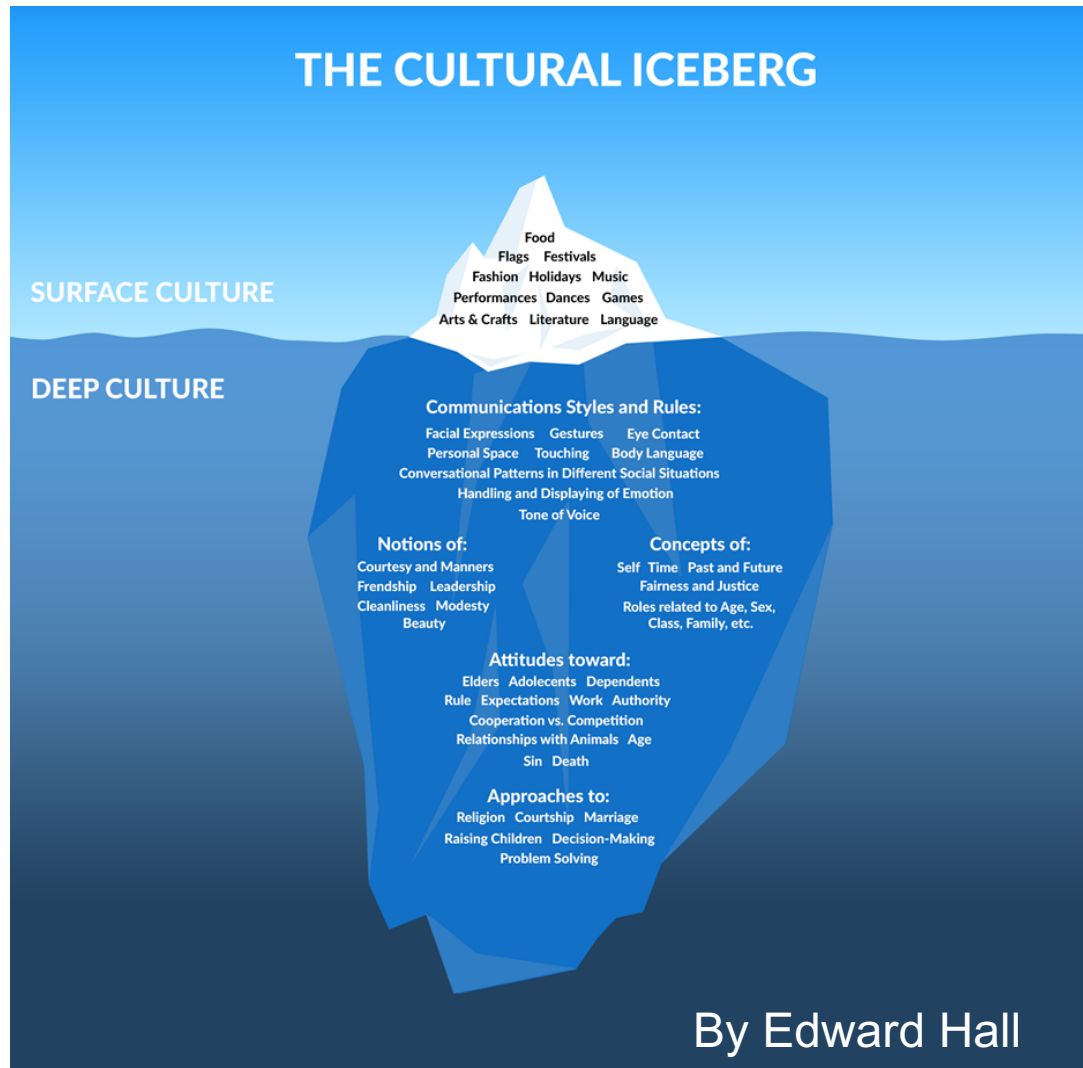 THE CULTURAL ICEBERG
Food
Flags Festivals
Fashion Holidays Music
SURFACE CULTURE
Performances Dances Games
Arts & Crafts Literature Language
DEEP CULTURE
Communications Styles and Rules:
Facial Expressions Gestures Eye Contact
Personal Space Touching Body Language
Conversational Patterns in Different Social Situations
Handling and Displaying of Emotion
Tone of Voice
Notions of:
Courtesy and Manners
Frendship Leadership
Cleanliness Modesty
Beauty
Concepts of:
Self Time Past and Future
Fairness and Justice
Roles related to Age, Sex,
Class, Family, etc.
Attitudes toward:
Elders Adolecents Dependents
Rule Expectations Work Authority
Cooperation vs. Competition
Relationships with Animals Age
Sin Death
Approaches to:
Religion Courtship Marriage
Raising Children Decision-Making
Problem Solving
By Edward Hall